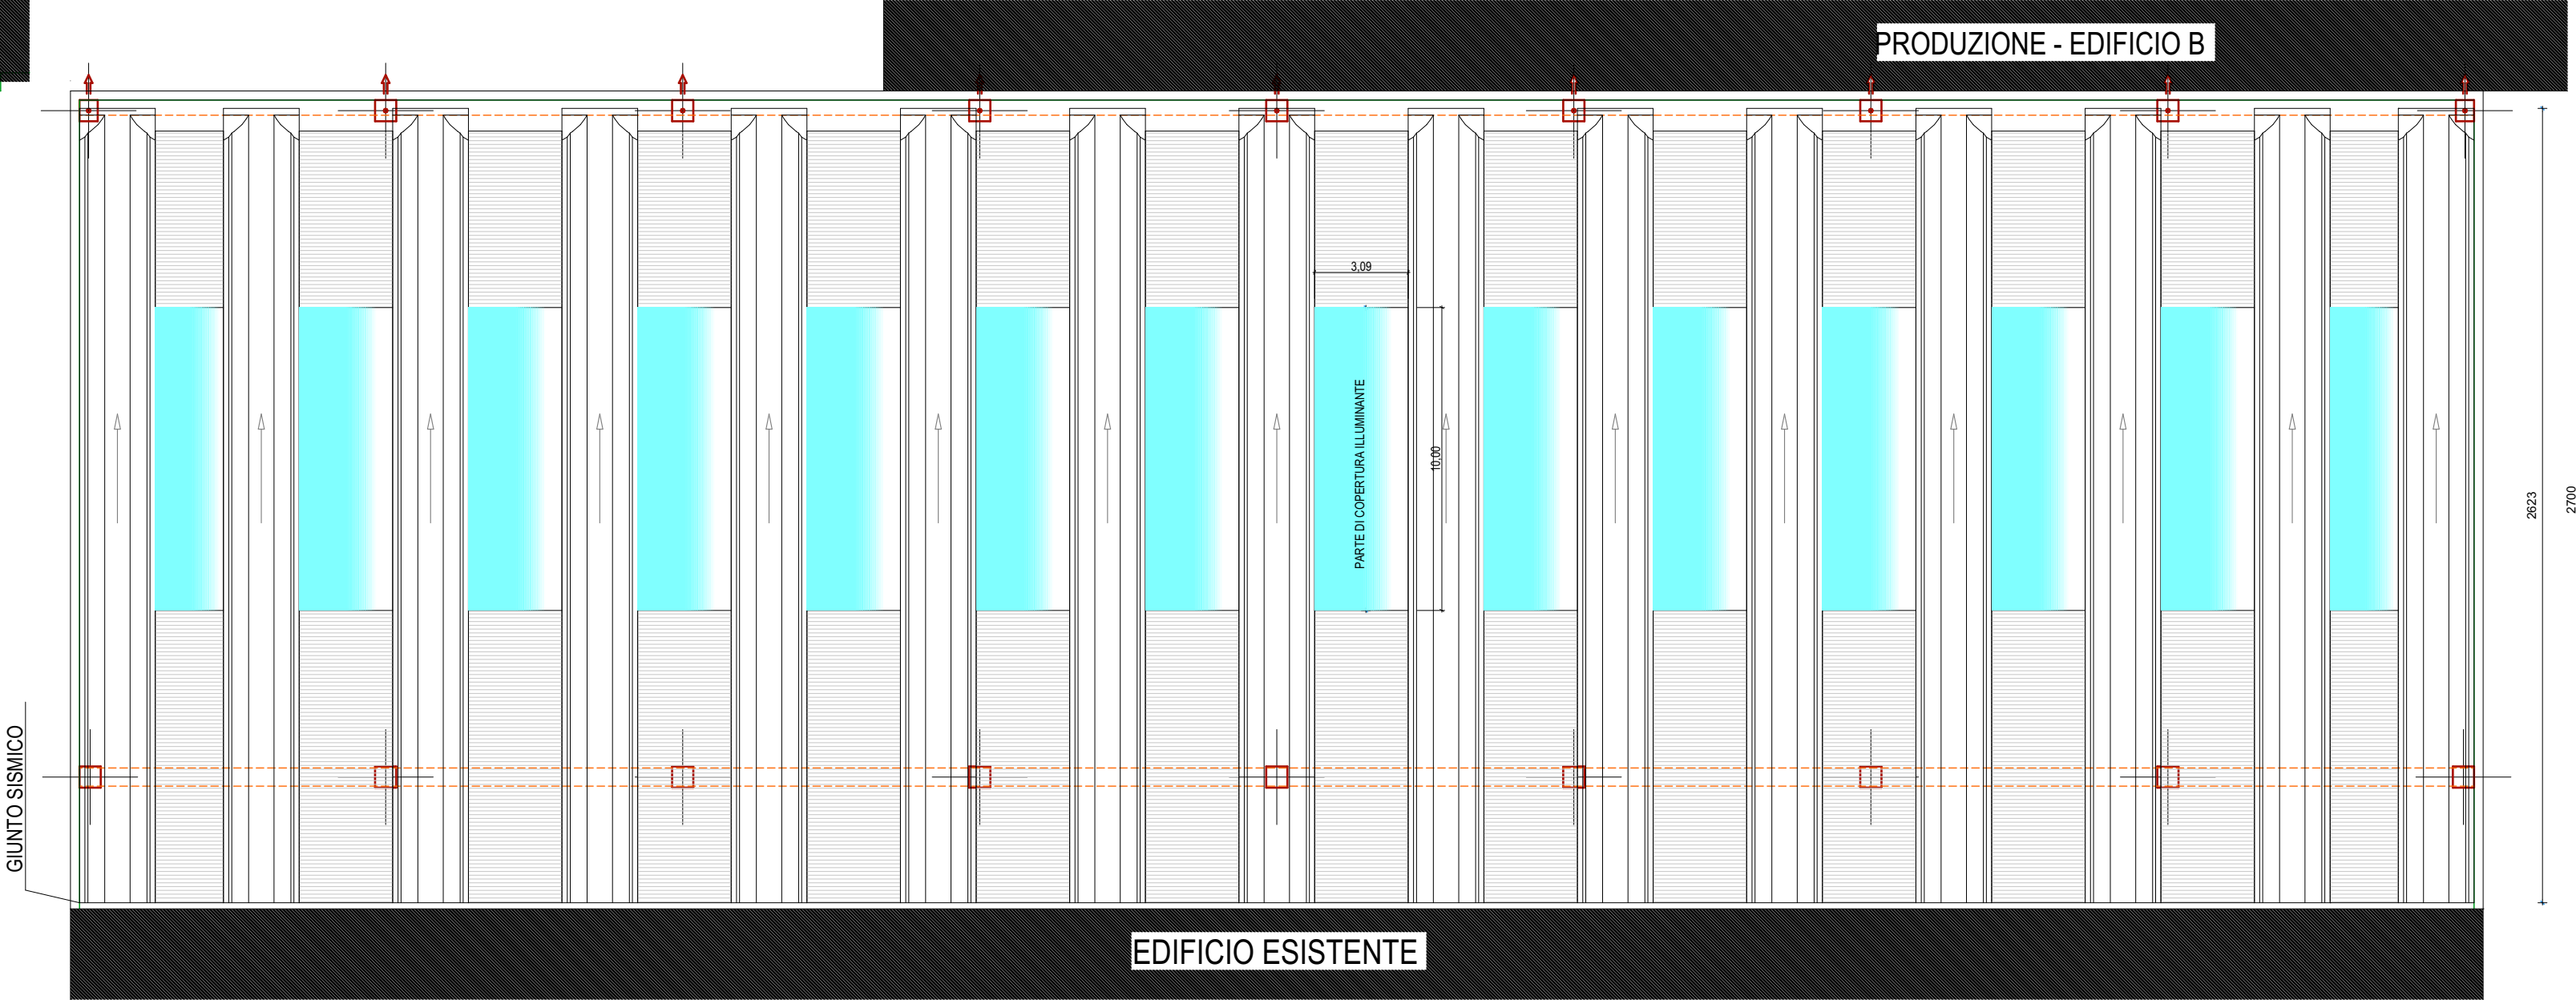 PRODUZIONE - EDIFICIO B
3,09
PARTE DI COPERTURA ILLUMINANTE
10,00
2623
2700
GIUNTO SISMICO
EDIFICIO ESISTENTE